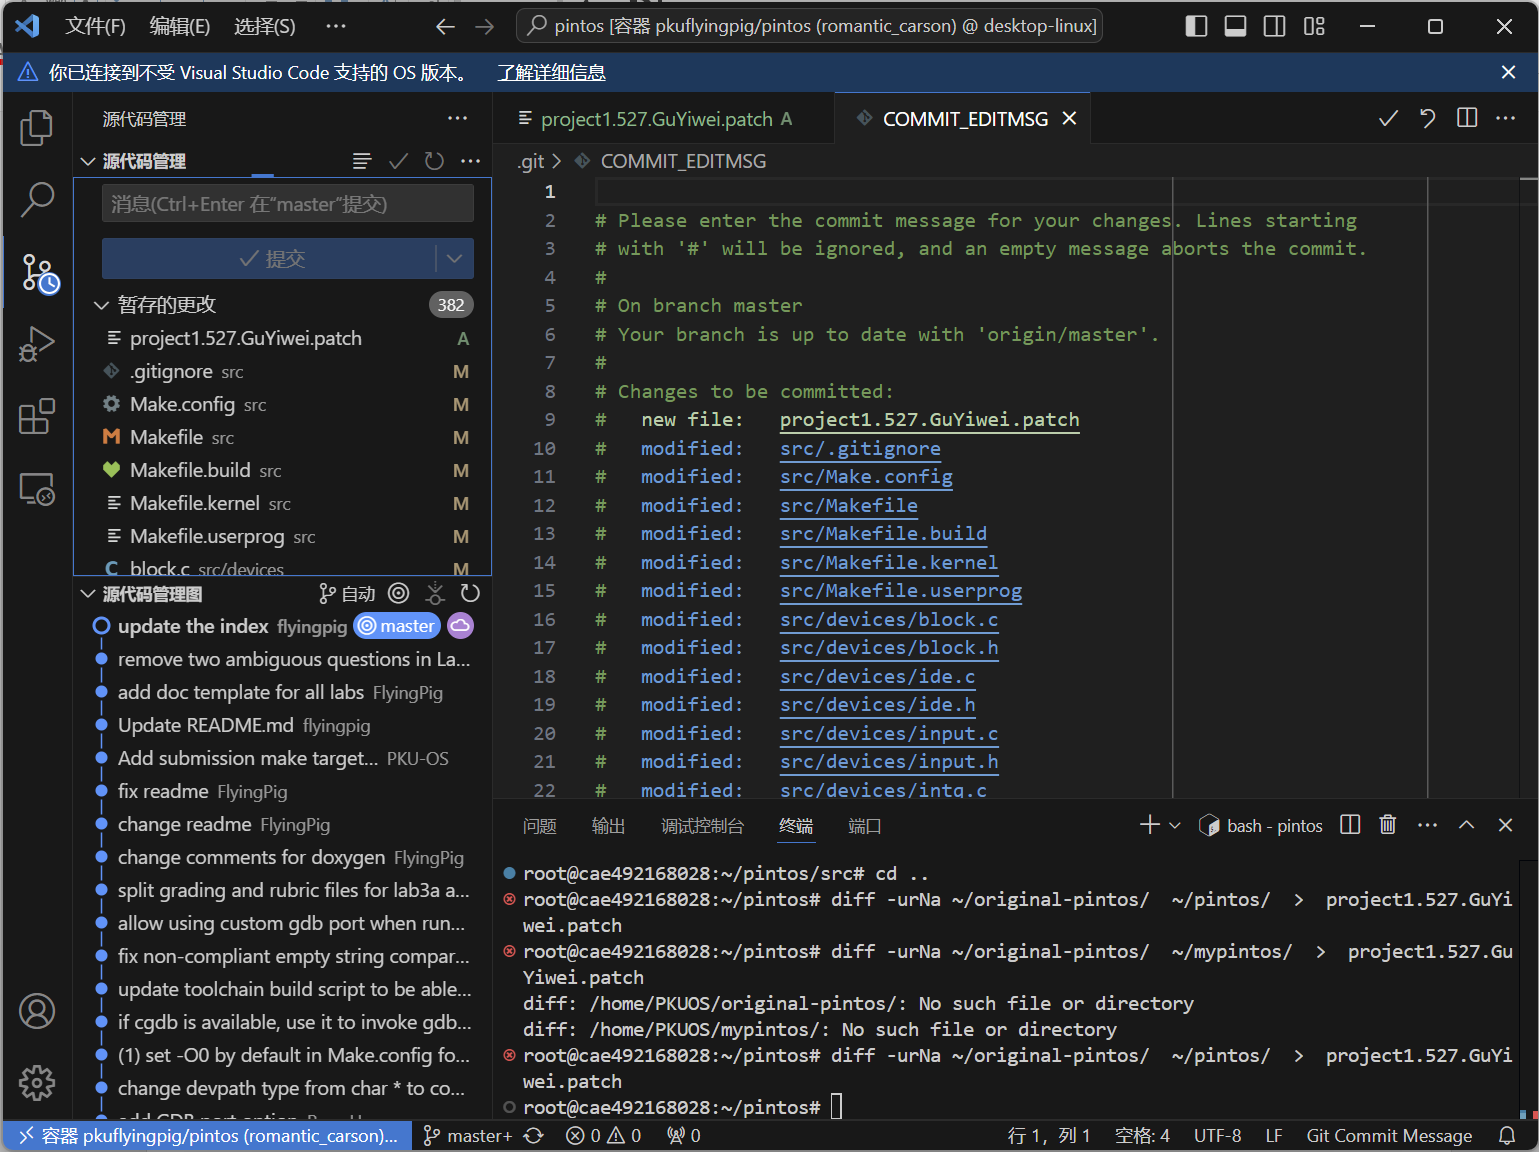 文件(F) 编辑(E) 选择(S) ··· pintos [容器 pkuflyingpig/pintos (romantic_carson) @ desktop-linux]
你已连接到不受 Visual Studio Code 支持的 OS 版本。 了解详细信息
源代码管理
源代码管理
消息(Ctrl+Enter 在"master"提交)
提交
暂存的更改 382
project1.527.GuYiwei.patch A
.gitignore src M
Make.config src M
Makefile src M
Makefile.build src M
Makefile.kernel src M
Makefile.userprog src M
block.c src/devices M
源代码管理图 自动
update the index flyingpig master
remove two ambiguous questions in La...
add doc template for all labs FlyingPig
Update README.md flyingpig
Add submission make target... PKU-OS
fix readme FlyingPig
change readme FlyingPig
change comments for doxygen FlyingPig
split grading and rubric files for lab3a a...
allow using custom gdb port when run...
fix non-compliant empty string compar...
update toolchain build script to be able...
if cgdb is available, use it to invoke gdb...
(1) set -O0 by default in Make.config fo...
change devpath type from char * to co...
add GDB port option
project1.527.GuYiwei.patch A COMMIT_EDITMSG
.git > COMMIT_EDITMSG
1
2 # Please enter the commit message for your changes. Lines starting
3 # with '#' will be ignored, and an empty message aborts the commit.
4 #
5 # On branch master
6 # Your branch is up to date with 'origin/master'.
7 #
8 # Changes to be committed:
9 # new file: project1.527.GuYiwei.patch
10 # modified: src/.gitignore
11 # modified: src/Make.config
12 # modified: src/Makefile
13 # modified: src/Makefile.build
14 # modified: src/Makefile.kernel
15 # modified: src/Makefile.userprog
16 # modified: src/devices/block.c
17 # modified: src/devices/block.h
18 # modified: src/devices/ide.c
19 # modified: src/devices/ide.h
20 # modified: src/devices/input.c
21 # modified: src/devices/input.h
22 # modified: src/devices/intq.c
问题 输出 调试控制台 终端 端口 bash - pintos
root@cae492168028:~/pintos/src# cd ..
root@cae492168028:~/pintos# diff -urNa ~/original-pintos/ ~/pintos/ > project1.527.GuYi
wei.patch
root@cae492168028:~/pintos# diff -urNa ~/original-pintos/ ~/mypintos/ > project1.527.Gu
Yiwei.patch
diff: /home/PKUOS/original-pintos/: No such file or directory
diff: /home/PKUOS/mypintos/: No such file or directory
root@cae492168028:~/pintos# diff -urNa ~/original-pintos/ ~/pintos/ > project1.527.GuYi
wei.patch
root@cae492168028:~/pintos#
容器 pkuflyingpig/pintos (romantic_carson)... master+ 0 0 0 行 1，列 1 空格: 4 UTF-8 LF Git Commit Message